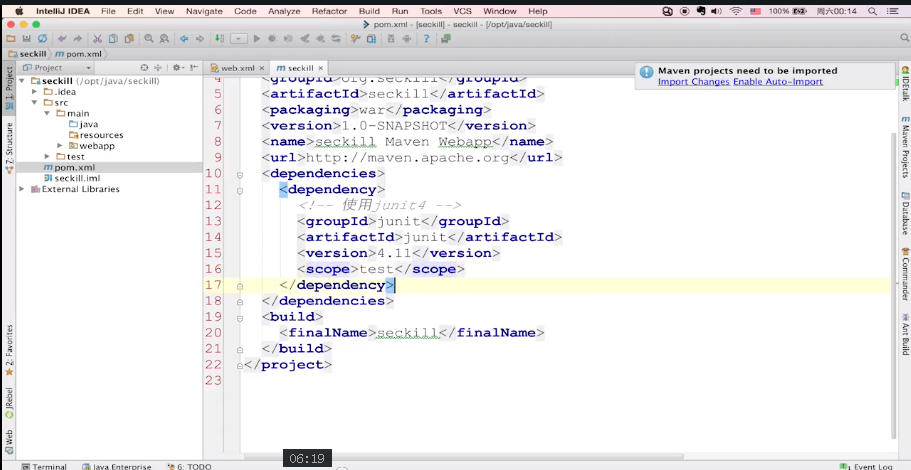 IntelliJ IDEA File Edit View Navigate Code Analyze Refactor Build Run Tools VCS Window Help 100% 周六00:14
pom.xml - [seckill] - seckill - [/opt/java/seckill]
seckill pom.xml
Project
web.xml
seckill
Maven projects need to be imported
Import Changes Enable Auto-Import
seckill (/opt/java/seckill)
.idea
src
main
java
resources
webapp
test
pom.xml
seckill.iml
External Libraries
4 <groupId>org.seckill</groupId>
5 <artifactId>seckill</artifactId>
6 <packaging>war</packaging>
7 <version>1.0-SNAPSHOT</version>
8 <name>seckill Maven Webapp</name>
9 <url>http://maven.apache.org</url>
10 <dependencies>
11 <dependency>
12 <!-- 使用junit4 -->
13 <groupId>junit</groupId>
14 <artifactId>junit</artifactId>
15 <version>4.11</version>
16 <scope>test</scope>
17 </dependency>
18 </dependencies>
19 <build>
20 <finalName>seckill</finalName>
21 </build>
22 </project>
23
1: Project
7: Structure
2: Favorites
JRebel
Web
IDEtalk
Maven Projects
Database
Commander
Ant Build
06:19
Terminal Java Enterprise 6: TODO 1 Event Log